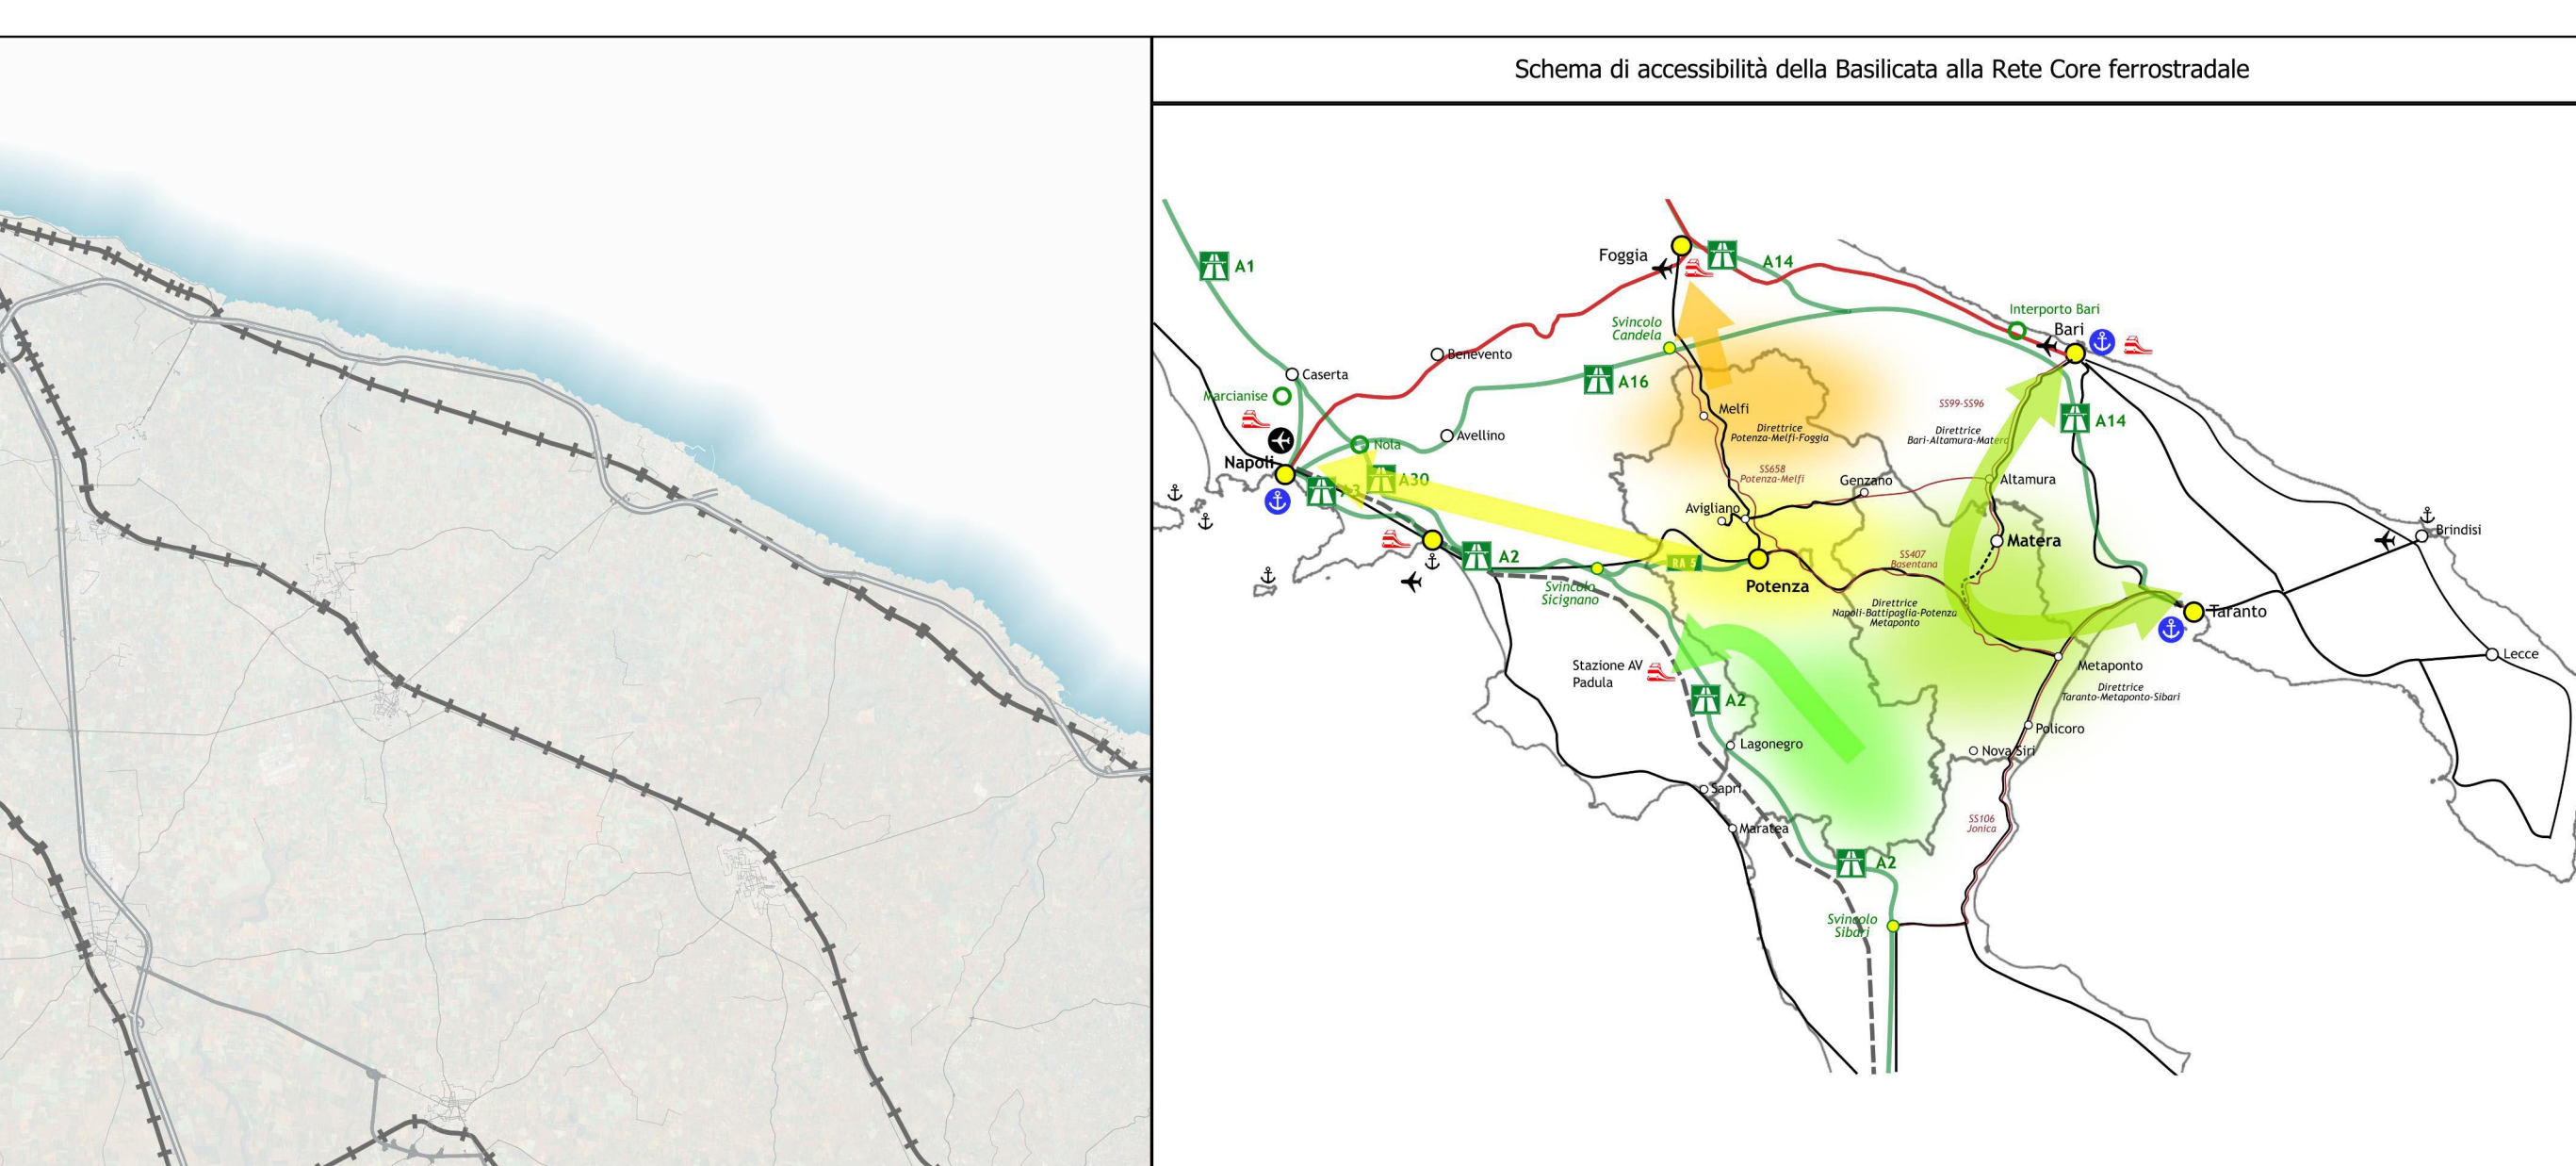 Schema di accessibilità della Basilicata alla Rete Core ferrostradale
A1
Foggia
A14
Interporto Bari
Bari
Svincolo
Candela
Benevento
A16
Caserta
Marcianise
Melfi
Direttrice
Potenza-Melfi-Foggia
SS99-SS96
Direttrice
Bari-Altamura-Matera
A14
Avellino
Nola
Napoli
A30
A3
SS658
Potenza-Melfi
Genzano
Altamura
Avigliano
Matera
Brindisi
A2
RA 5
SS407
Basentana
Svincolo
Sicignano
Potenza
Direttrice
Napoli-Battipaglia-Potenza
Metaponto
Taranto
Lecce
Stazione AV
Padula
Metaponto
Direttrice
Taranto-Metaponto-Sibari
A2
Policoro
Lagonegro
Nova Siri
Sapri
Maratea
SS106
Jonica
A2
Svincolo
Sibari